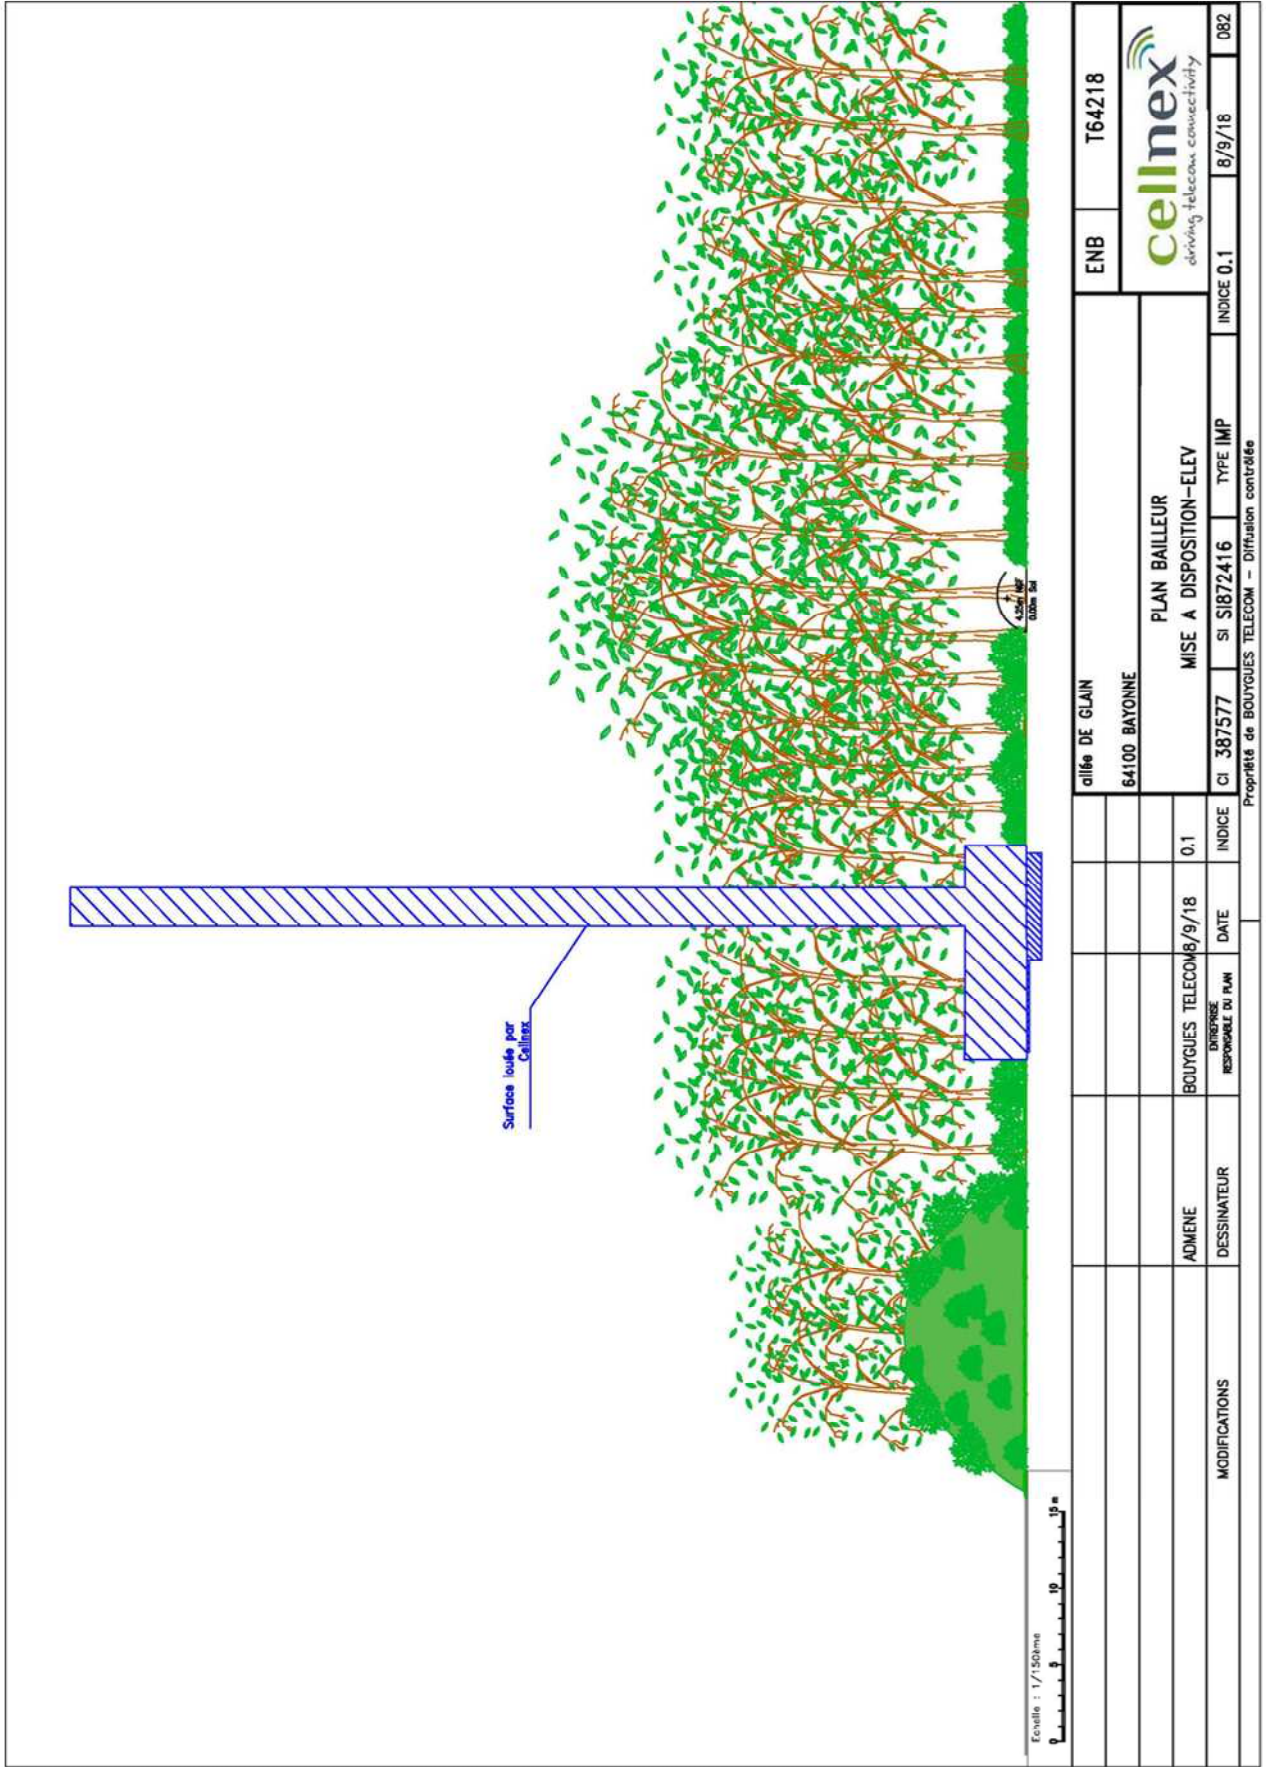 Surface louée par
Cellnex
4.25m NGF
0.00m Sol
Echelle : 1/150ème
0 5 10 15 m
allée DE GLAIN
64100 BAYONNE
ENB T64218
cellnex
driving telecom connectivity
PLAN BAILLEUR
MISE A DISPOSITION-ELEV
ADMENE BOUYGUES TELECOM 8/9/18 0.1
MODIFICATIONS DESSINATEUR ENTREPRISE RESPONSABLE DU PLAN DATE INDICE
CI 387577 SI SI872416 TYPE IMP INDICE 0.1 8/9/18 082
Propriété de BOUYGUES TELECOM - Diffusion contrôlée